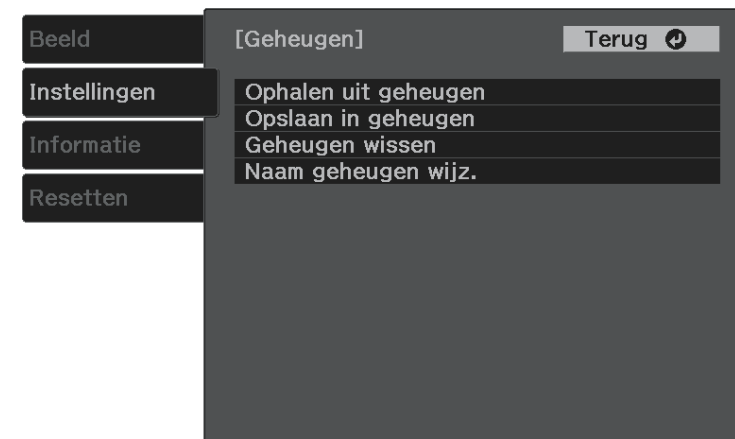 Beeld
Instellingen
Informatie
Resetten
[Geheugen]
Terug
Ophalen uit geheugen
Opslaan in geheugen
Geheugen wissen
Naam geheugen wijz.